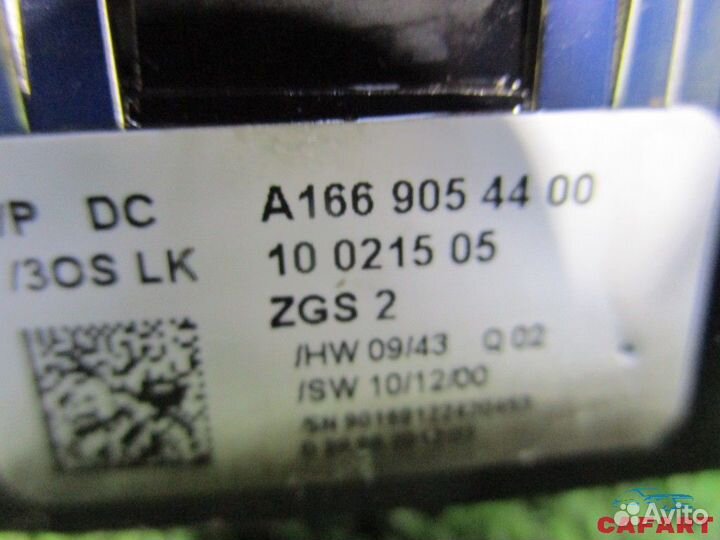 DC A166 905 44 00
/3OS LK 10 0215 05
ZGS 2
/HW 09/43 Q 02
/SW 10/12/00
Avito
CAFART